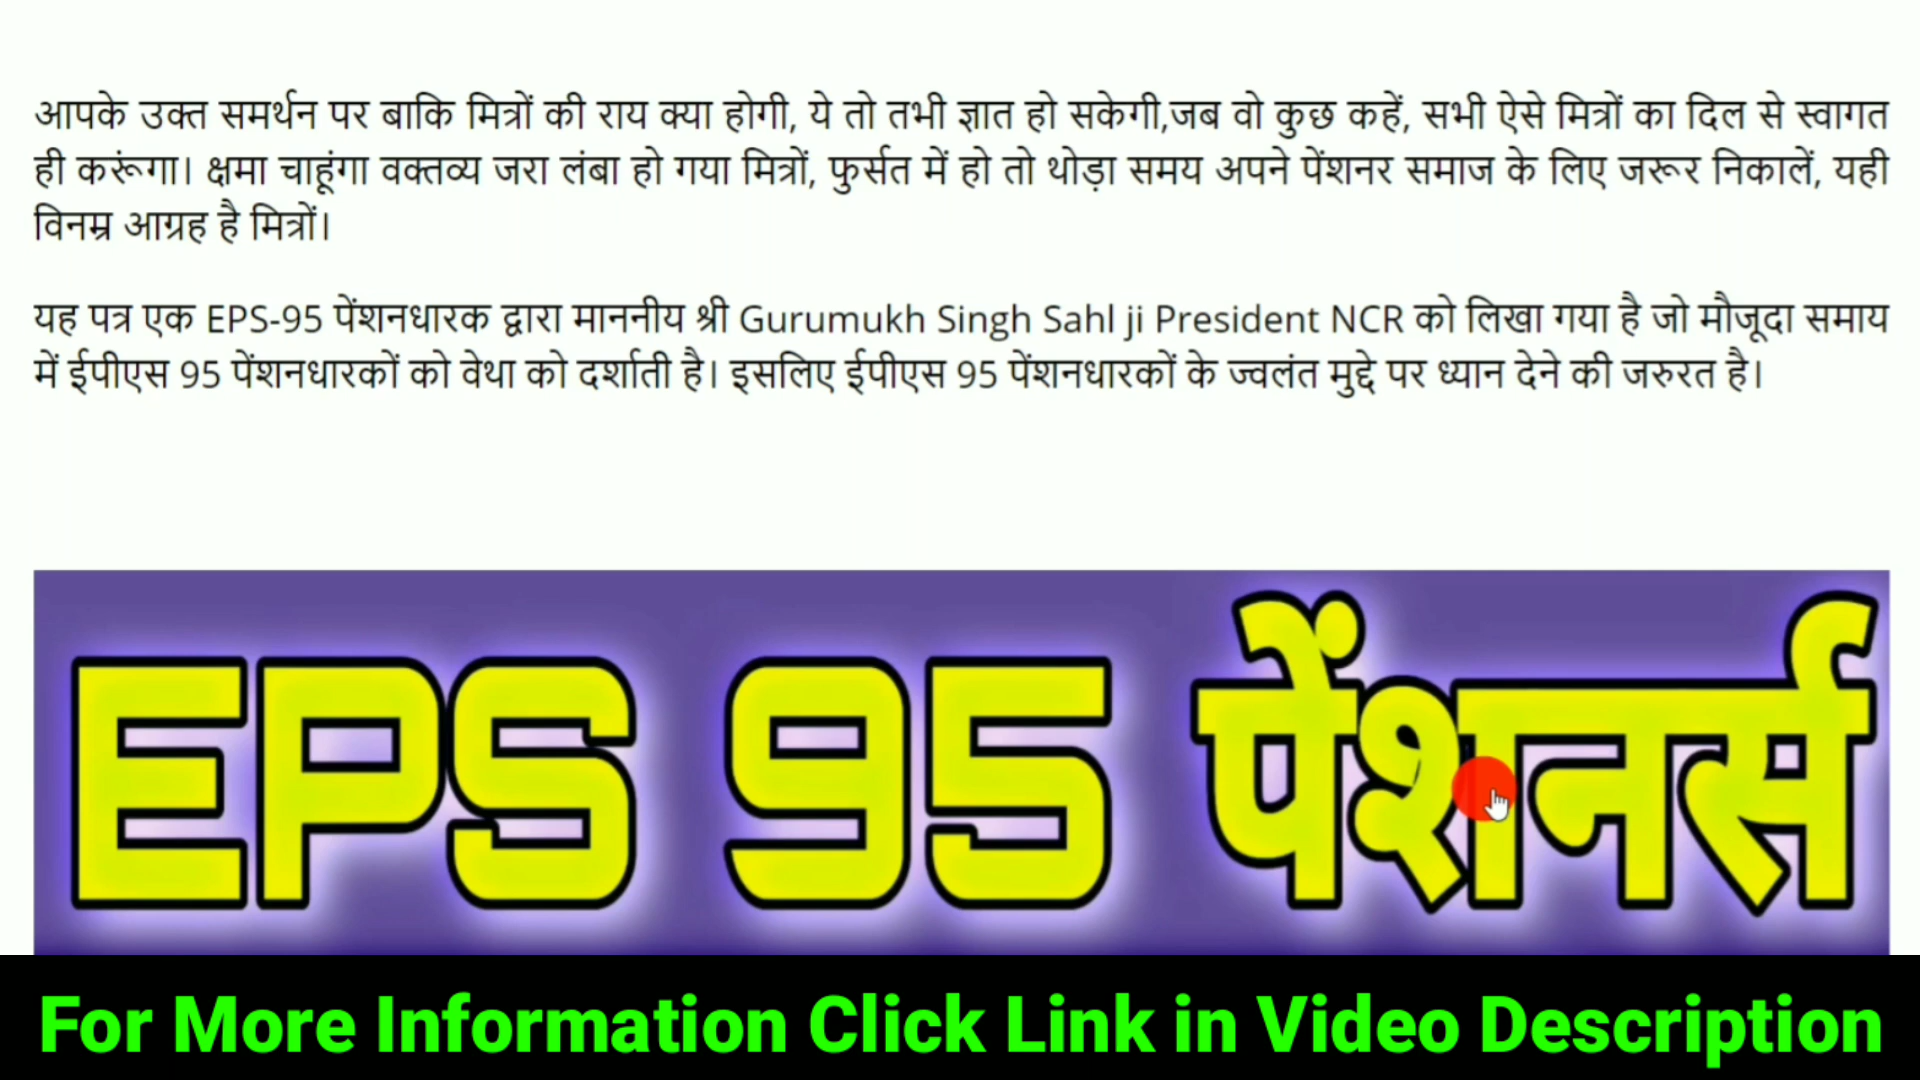 आपके उक्त समर्थन पर बाकि मित्रों की राय क्या होगी, ये तो तभी ज्ञात हो सकेगी,जब वो कुछ कहें, सभी ऐसे मित्रों का दिल से स्वागत
ही करूंगा। क्षमा चाहूंगा वक्तव्य जरा लंबा हो गया मित्रों, फुर्सत में हो तो थोड़ा समय अपने पेंशनर समाज के लिए जरूर निकालें, यही
विनम्र आग्रह है मित्रों।
यह पत्र एक EPS-95 पेंशनधारक द्वारा माननीय श्री Gurumukh Singh Sahl ji President NCR को लिखा गया है जो मौजूदा समाय
में ईपीएस 95 पेंशनधारकों को वेथा को दर्शाती है। इसलिए ईपीएस 95 पेंशनधारकों के ज्वलंत मुद्दे पर ध्यान देने की जरुरत है।
EPS 95 पेंशनर्स
For More Information Click Link in Video Description